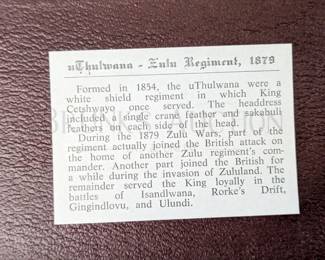 uThulwana - Zulu Regiment, 1879
Formed in 1854, the uThulwana were a
white shield regiment in which King
Cetshwayo once served. The headdress
included a single crane feather and sakabuli
feathers on each side of the head.
During the 1879 Zulu Wars, part of the
regiment actually joined the British attack on
the home of another Zulu regiment's com-
mander. Another part joined the British for
a while during the invasion of Zululand. The
remainder served the King loyally in the
battles of Isandlwana, Rorke's Drift,
Gingindlovu, and Ulundi.